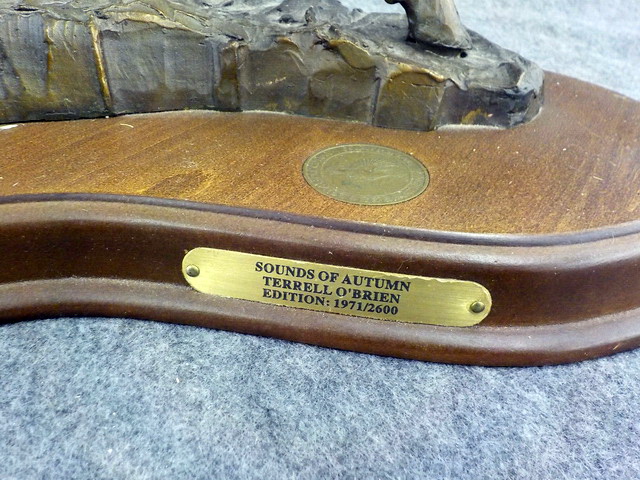 SOUNDS OF AUTUMN
TERRELL O'BRIEN
EDITION: 1971/2600